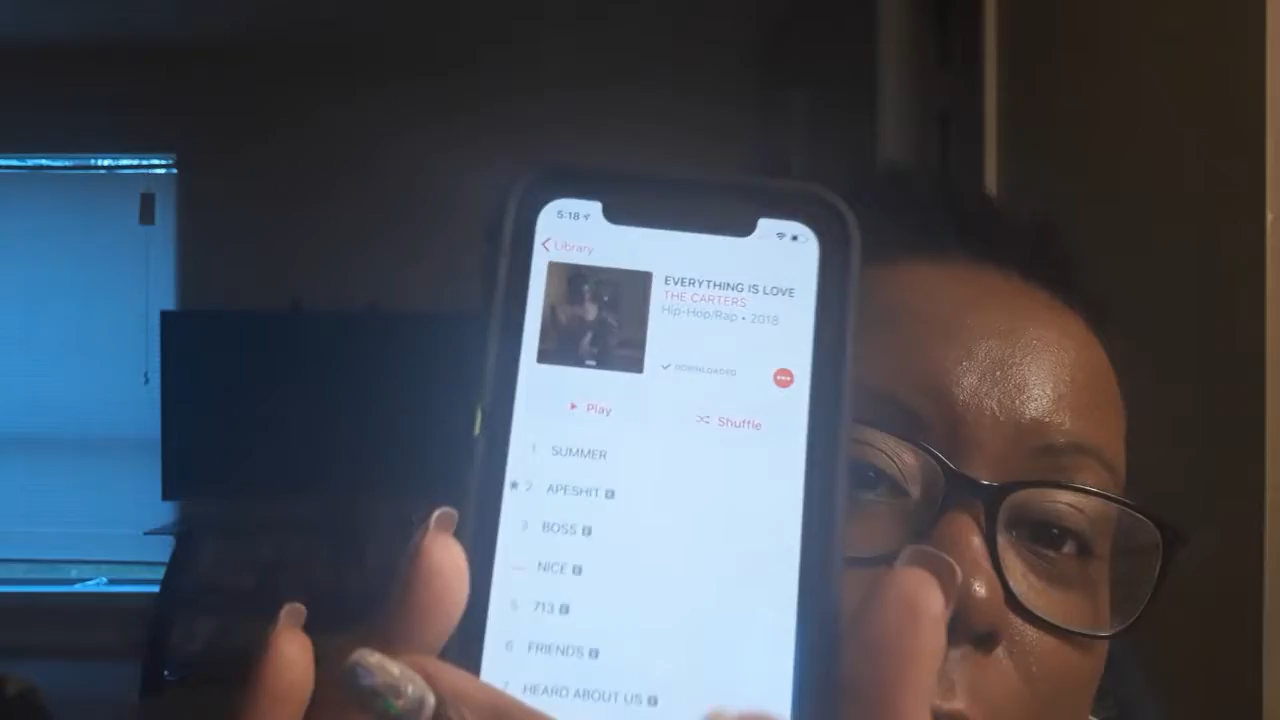 5:18
Library
EVERYTHING IS LOVE
THE CARTERS
Hip-Hop/Rap • 2018
DOWNLOADED
Play
Shuffle
1 SUMMER
★ 2 APESHIT E
3 BOSS E
NICE E
5 713 E
6 FRIENDS E
7 HEARD ABOUT US E